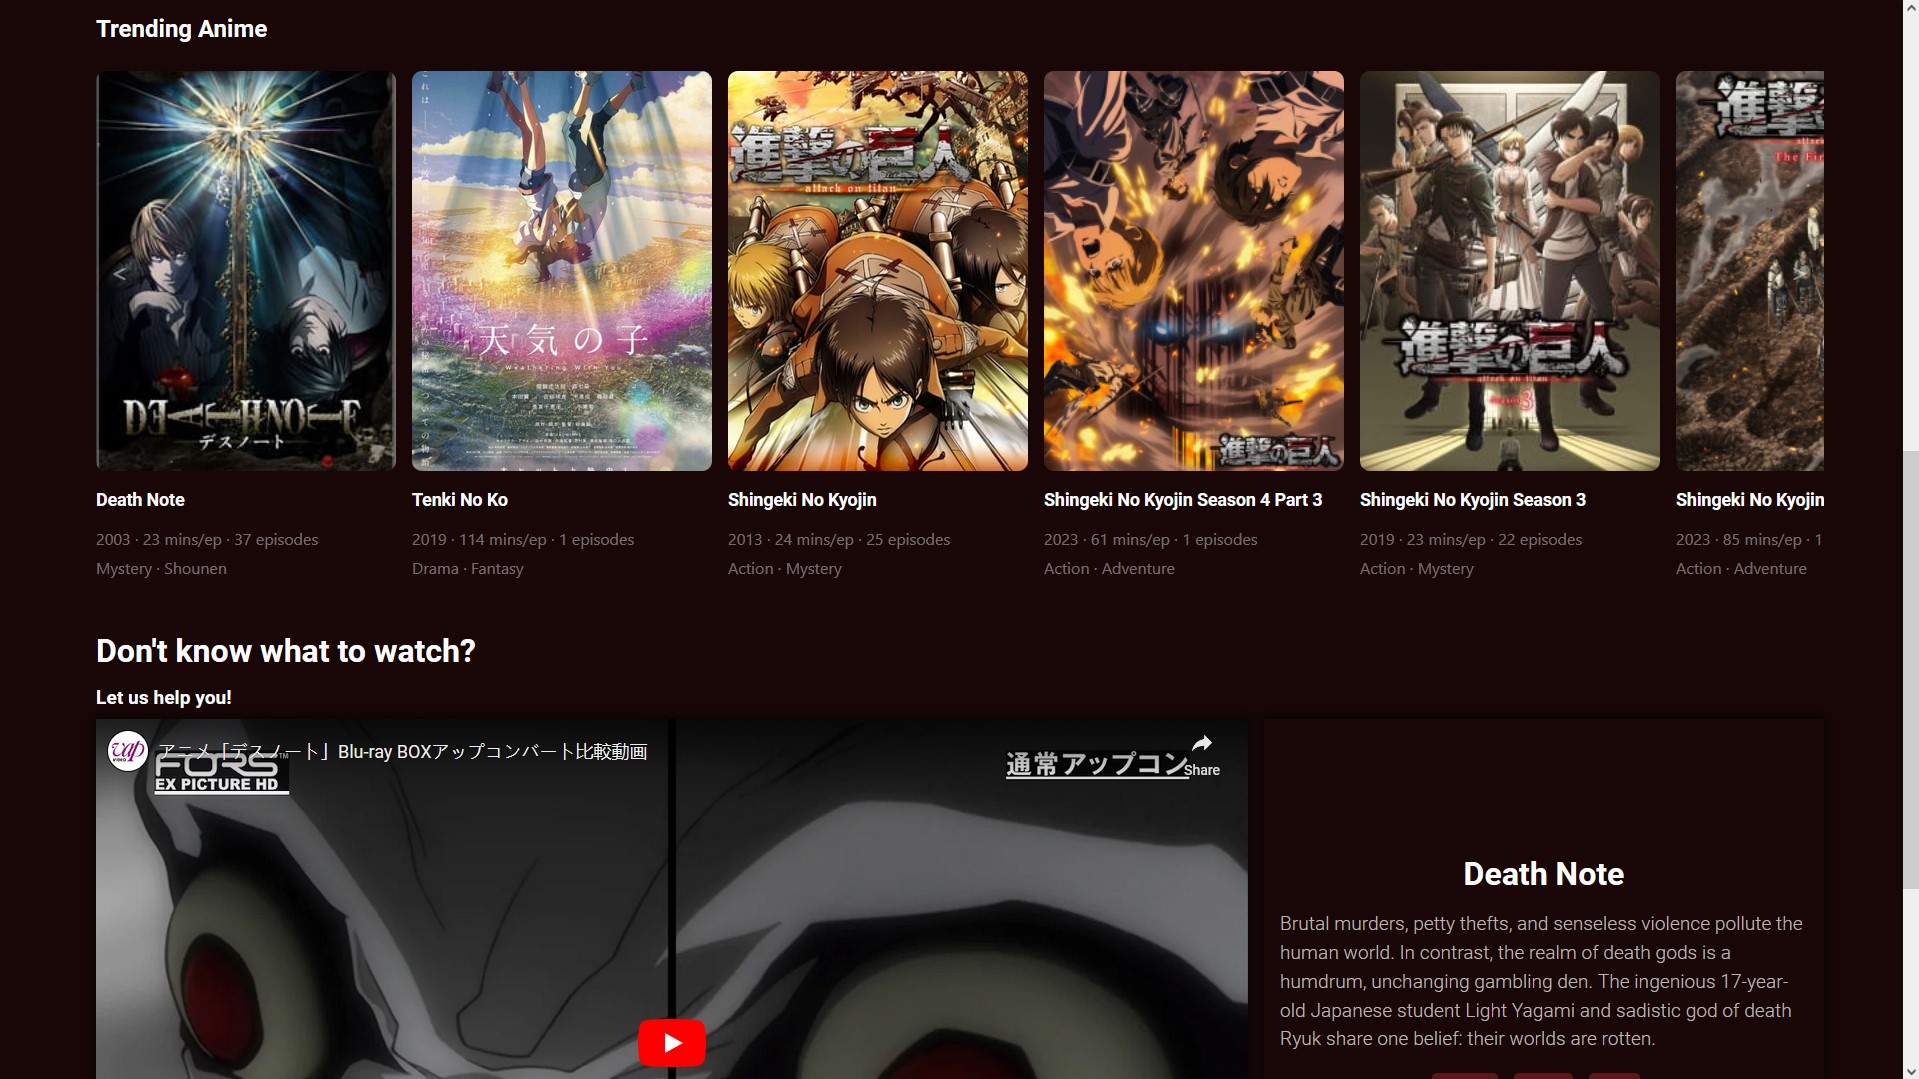 Trending Anime
DEATH NOTE
デスノート
天気の子
Weathering With You
進撃の巨人
attack on titan
進撃の巨人
進撃の巨人
attack on titan
進撃
Death Note
Tenki No Ko
Shingeki No Kyojin
Shingeki No Kyojin Season 4 Part 3
Shingeki No Kyojin Season 3
Shingeki No Kyojin
2003 · 23 mins/ep · 37 episodes
2019 · 114 mins/ep · 1 episodes
2013 · 24 mins/ep · 25 episodes
2023 · 61 mins/ep · 1 episodes
2019 · 23 mins/ep · 22 episodes
2023 · 85 mins/ep · 1
Mystery · Shounen
Drama · Fantasy
Action · Mystery
Action · Adventure
Action · Mystery
Action · Adventure
Don't know what to watch?
Let us help you!
vap
VIDEO
アニメ「デスノート」Blu-ray BOXアップコンバート比較動画
FORS™
EX PICTURE HD
通常アップコン
Share
Death Note
Brutal murders, petty thefts, and senseless violence pollute the
human world. In contrast, the realm of death gods is a
humdrum, unchanging gambling den. The ingenious 17-year-
old Japanese student Light Yagami and sadistic god of death
Ryuk share one belief: their worlds are rotten.